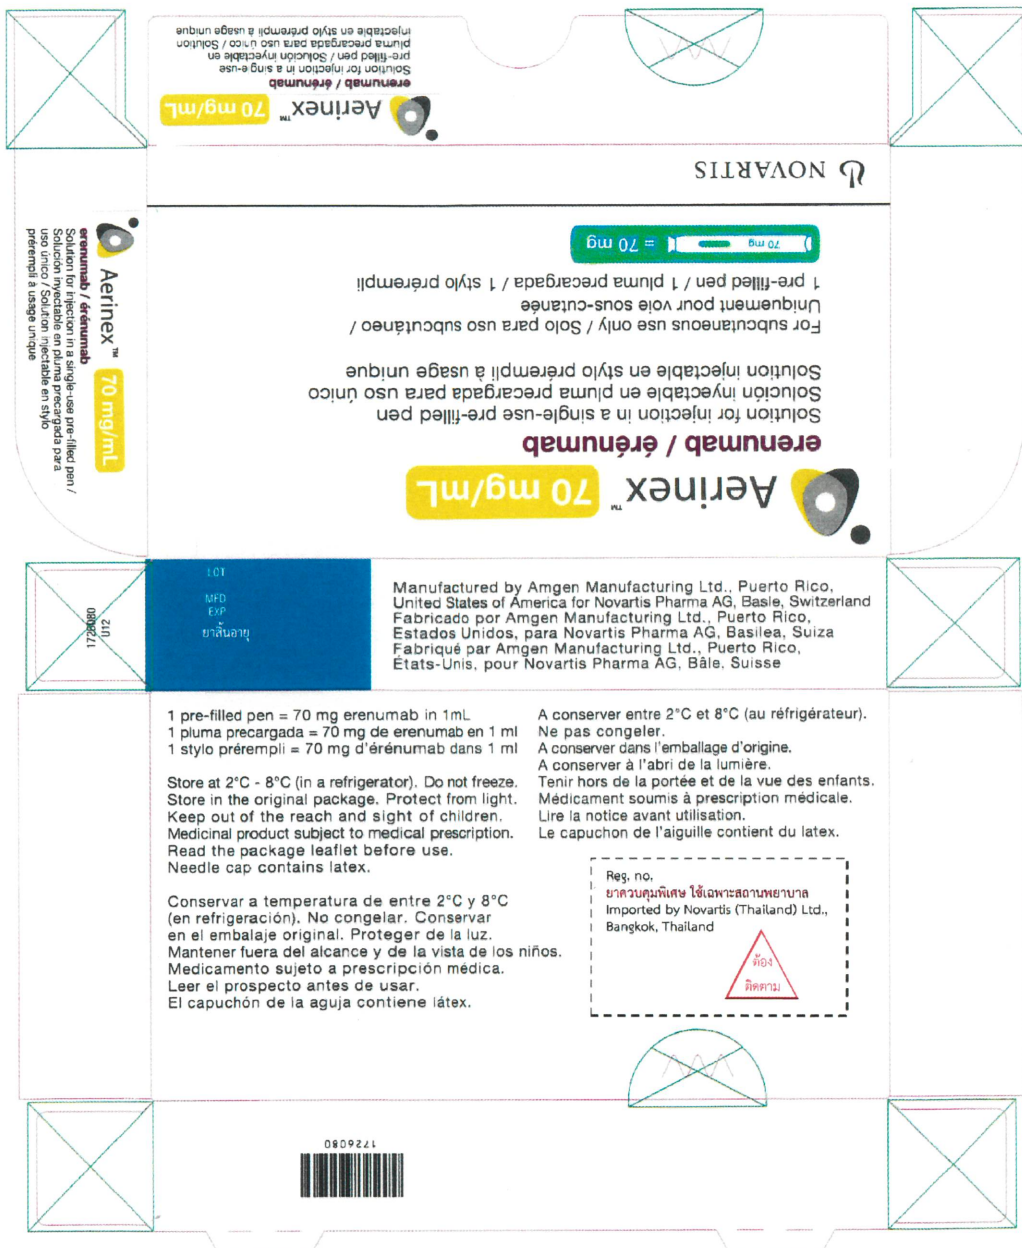 Aerinex™ 70 mg/mL
erenumab / érénumab
Solution for injection in a single-use
pre-filled pen / Solución inyectable en
pluma precargada para uso único / Solution
injectable en stylo prérempli à usage unique
NOVARTIS
Aerinex™ 70 mg/mL
erenumab / érénumab
Solution for injection in a single-use pre-filled pen /
Solución inyectable en pluma precargada para
uso único / Solution injectable en stylo
prérempli à usage unique
Aerinex™ 70 mg/mL
erenumab / érénumab
Solution for injection in a single-use pre-filled pen
Solución inyectable en pluma precargada para uso único
Solution injectable en stylo prérempli à usage unique
For subcutaneous use only / Solo para uso subcutáneo /
Uniquement pour voie sous-cutanée
1 pre-filled pen / 1 pluma precargada / 1 stylo prérempli
70 mg = 70 mg
1726080
U12
LOT
MFD
EXP
ยาสิ้นอายุ
Manufactured by Amgen Manufacturing Ltd., Puerto Rico,
United States of America for Novartis Pharma AG, Basle, Switzerland
Fabricado por Amgen Manufacturing Ltd., Puerto Rico,
Estados Unidos, para Novartis Pharma AG, Basilea, Suiza
Fabriqué par Amgen Manufacturing Ltd., Puerto Rico,
États-Unis, pour Novartis Pharma AG, Bâle, Suisse
1 pre-filled pen = 70 mg erenumab in 1mL
1 pluma precargada = 70 mg de erenumab en 1 ml
1 stylo prérempli = 70 mg d'érénumab dans 1 ml
Store at 2°C - 8°C (in a refrigerator). Do not freeze.
Store in the original package. Protect from light.
Keep out of the reach and sight of children.
Medicinal product subject to medical prescription.
Read the package leaflet before use.
Needle cap contains latex.
Conservar a temperatura de entre 2°C y 8°C
(en refrigeración). No congelar. Conservar
en el embalaje original. Proteger de la luz.
Mantener fuera del alcance y de la vista de los niños.
Medicamento sujeto a prescripción médica.
Leer el prospecto antes de usar.
El capuchón de la aguja contiene látex.
A conserver entre 2°C et 8°C (au réfrigérateur).
Ne pas congeler.
A conserver dans l'emballage d'origine.
A conserver à l'abri de la lumière.
Tenir hors de la portée et de la vue des enfants.
Médicament soumis à prescription médicale.
Lire la notice avant utilisation.
Le capuchon de l'aiguille contient du latex.
Reg. no.
ยาควบคุมพิเศษ ใช้เฉพาะสถานพยาบาล
Imported by Novartis (Thailand) Ltd.,
Bangkok, Thailand
ต้อง
ติดตาม
1726080